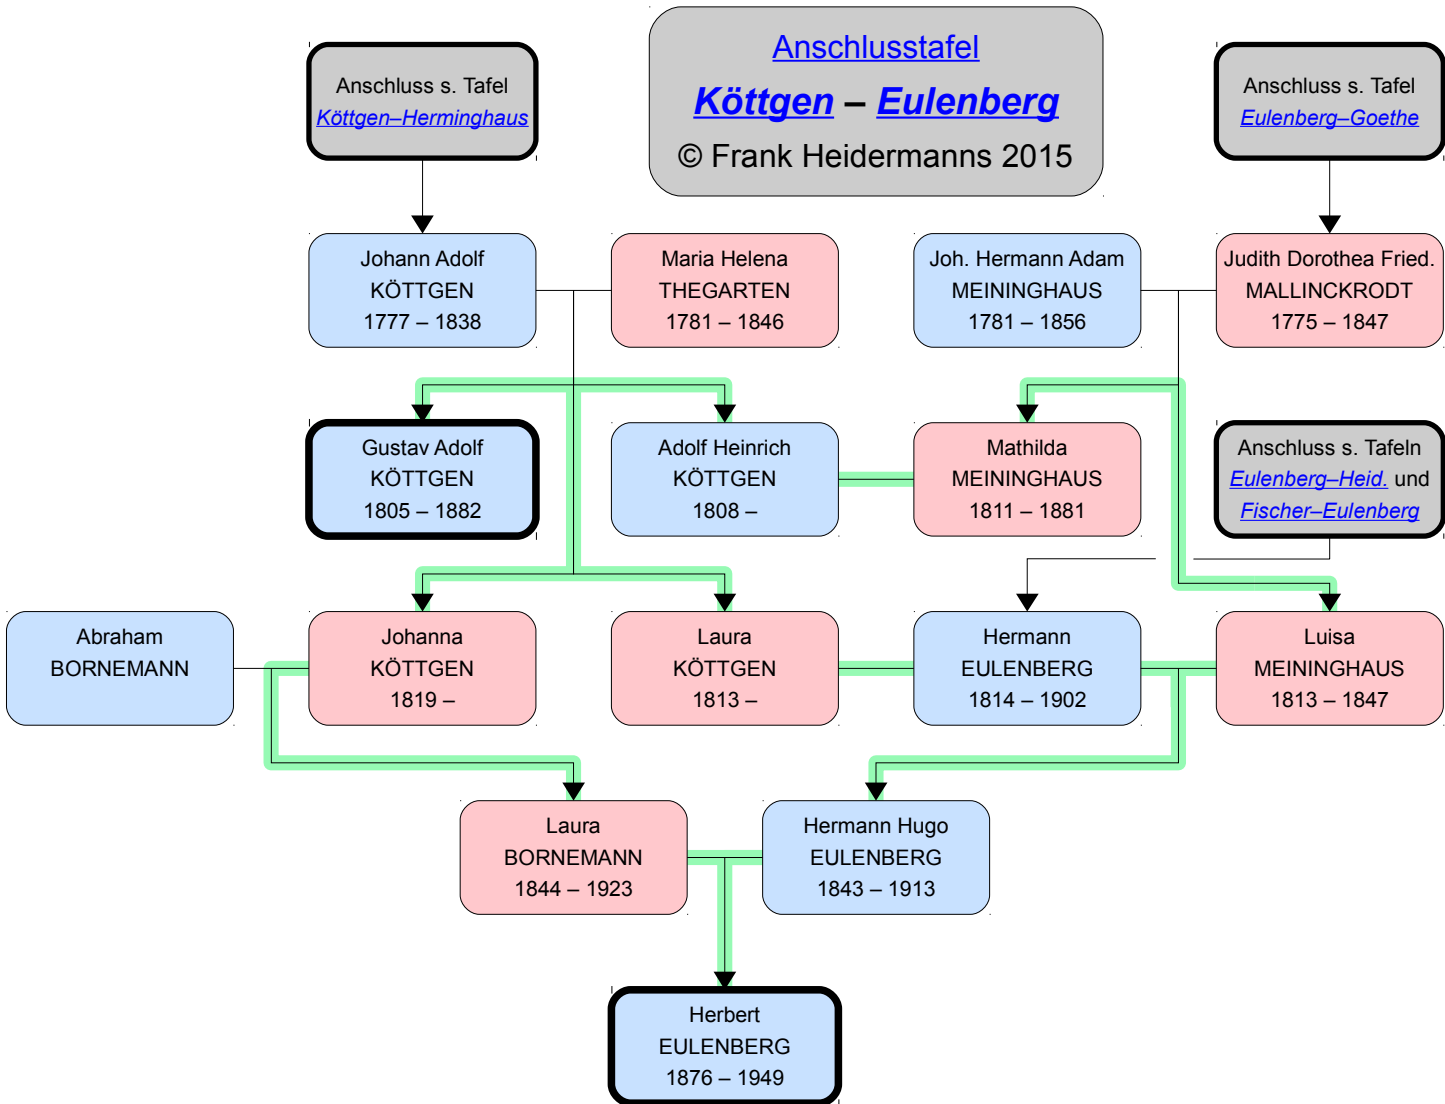 Anschlusstafel
Köttgen – Eulenberg
© Frank Heidermanns 2015
Anschluss s. Tafel
Köttgen–Herminghaus
Anschluss s. Tafel
Eulenberg–Goethe
Johann Adolf
KÖTTGEN
1777 – 1838
Maria Helena
THEGARTEN
1781 – 1846
Joh. Hermann Adam
MEININGHAUS
1781 – 1856
Judith Dorothea Fried.
MALLINCKRODT
1775 – 1847
Gustav Adolf
KÖTTGEN
1805 – 1882
Adolf Heinrich
KÖTTGEN
1808 –
Mathilda
MEININGHAUS
1811 – 1881
Anschluss s. Tafeln
Eulenberg–Heid. und
Fischer–Eulenberg
Abraham
BORNEMANN
Johanna
KÖTTGEN
1819 –
Laura
KÖTTGEN
1813 –
Hermann
EULENBERG
1814 – 1902
Luisa
MEININGHAUS
1813 – 1847
Laura
BORNEMANN
1844 – 1923
Hermann Hugo
EULENBERG
1843 – 1913
Herbert
EULENBERG
1876 – 1949